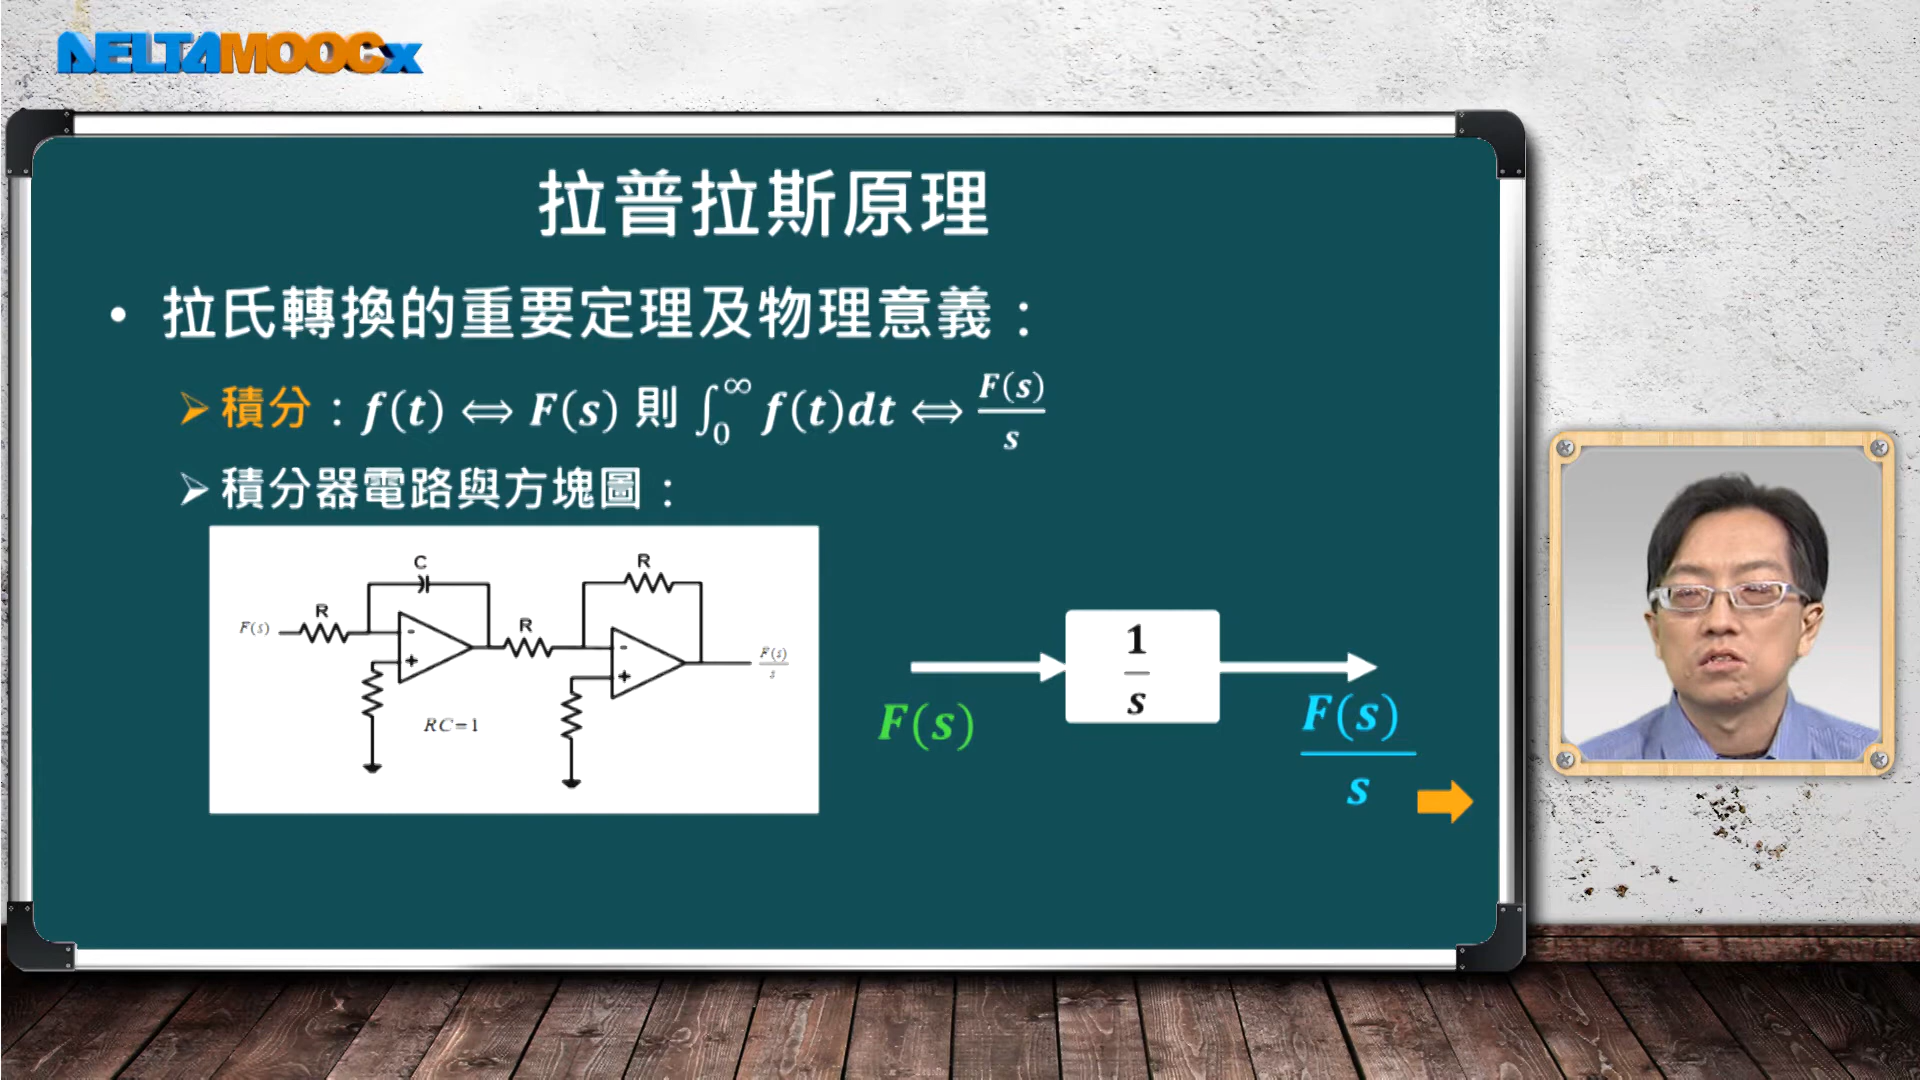 DELTAMOOCx
拉普拉斯原理
• 拉氏轉換的重要定理及物理意義：
➢ 積分：f(t) ⇔ F(s) 則 ∫₀^∞ f(t)dt ⇔ F(s)/s
➢ 積分器電路與方塊圖：
C
R
R
R
F(s)
-
+
-
+
F(s)/s
RC=1
1/s
F(s)
F(s)/s